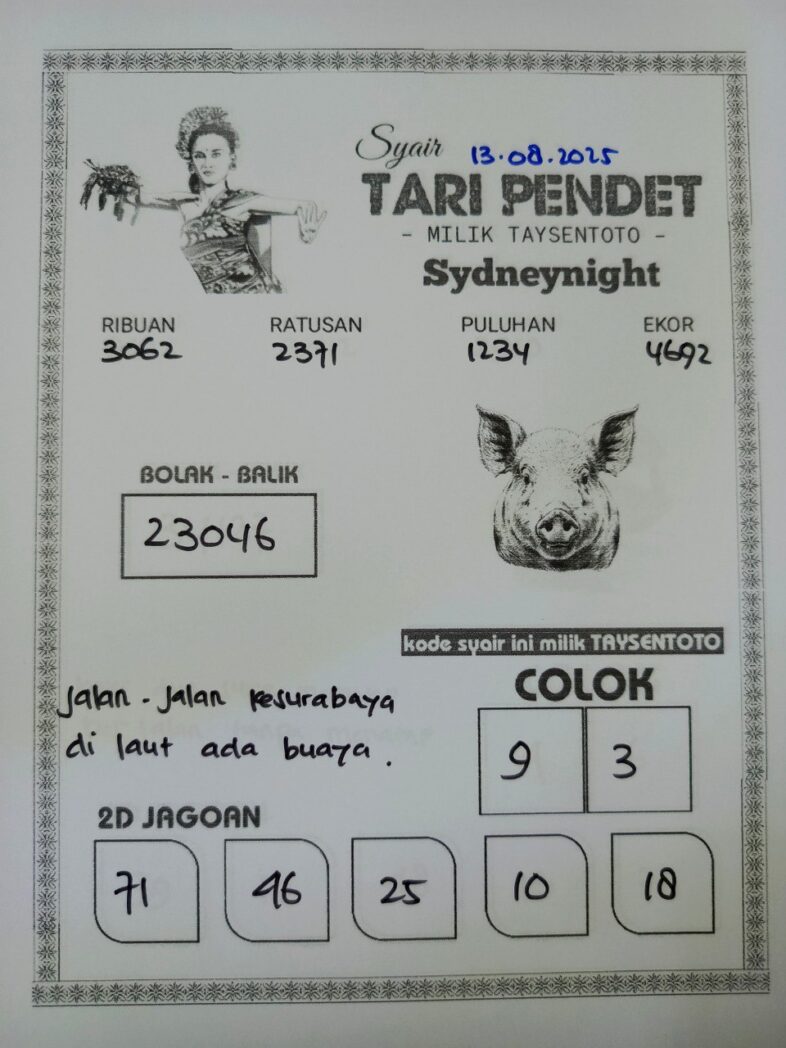 Syair 13.08.2025
TARI PENDET
- MILIK TAYSENTOTO -
Sydneynight
RIBUAN RATUSAN PULUHAN EKOR
3062 2371 1234 4692
BOLAK - BALIK
23046
kode syair ini milik TAYSENTOTO
COLOK
9 3
Jalan - Jalan kesurabaya
di laut ada buaya .
2D JAGOAN
71 46 25 10 18